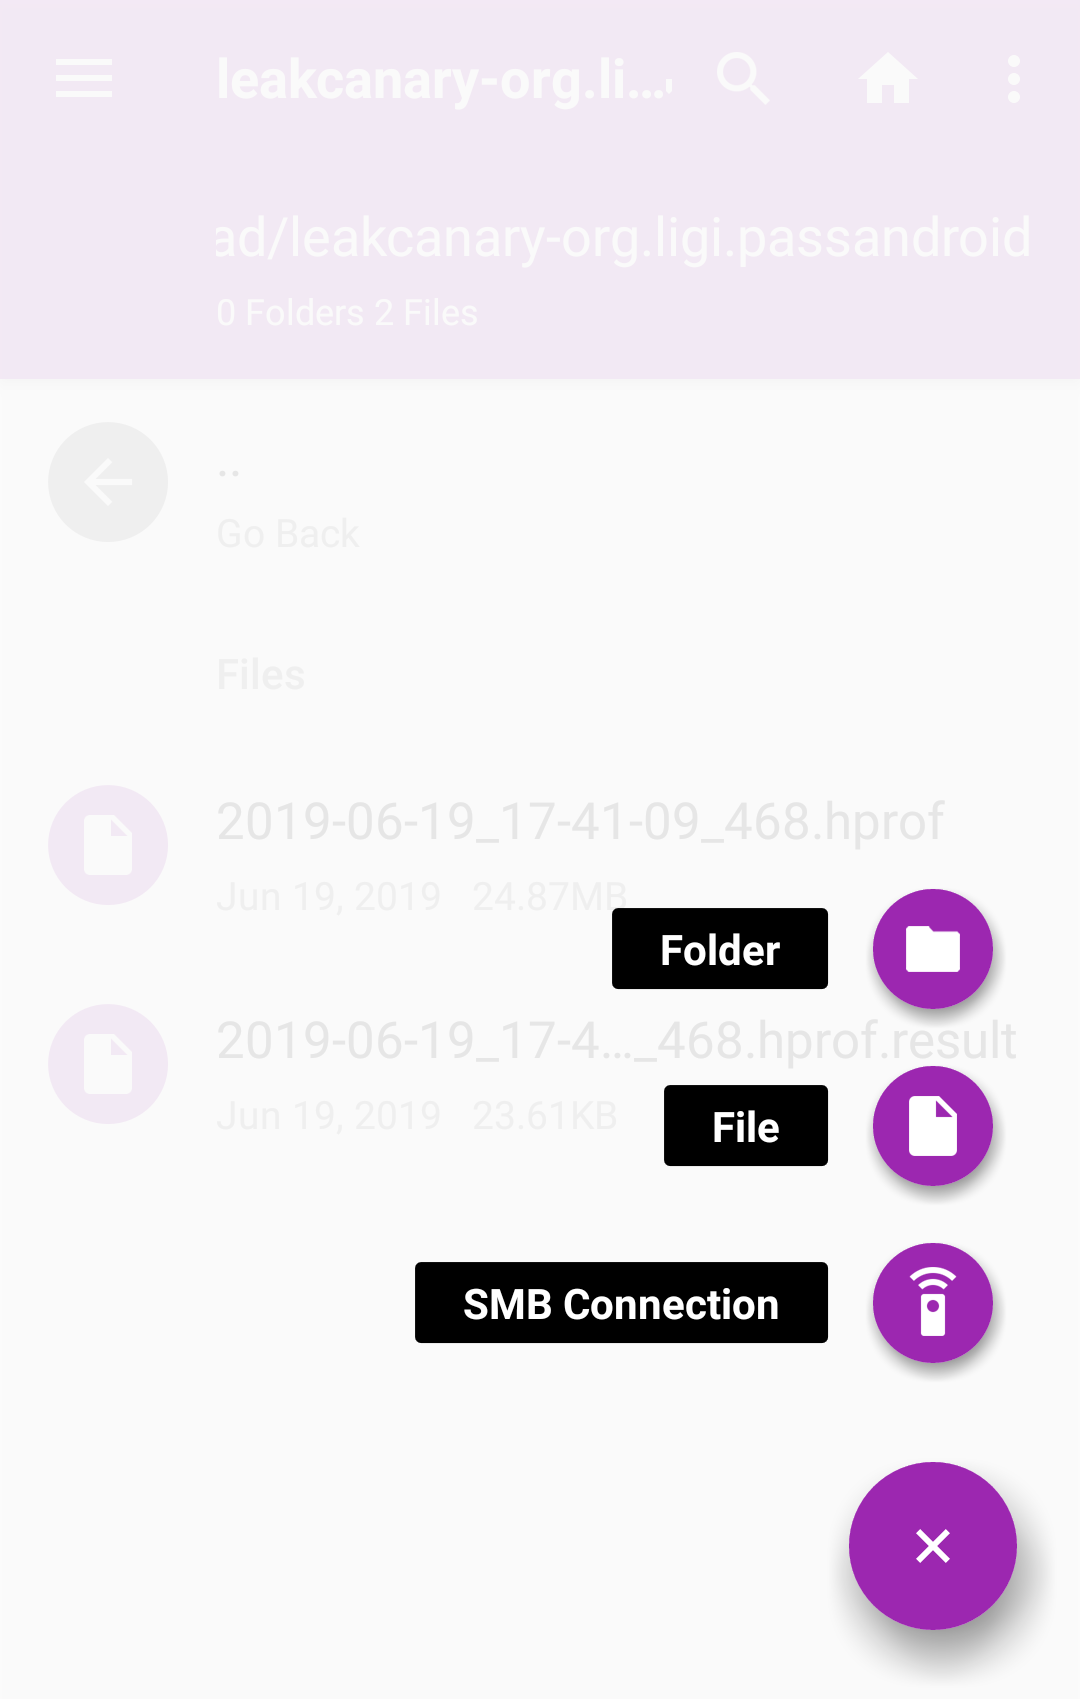 leakcanary-org.li...
ad/leakcanary-org.ligi.passandroid
0 Folders 2 Files
..
Go Back
Files
2019-06-19_17-41-09_468.hprof
Jun 19, 2019 24.87MB
Folder
2019-06-19_17-4..._468.hprof.result
Jun 19, 2019 23.61KB
File
SMB Connection